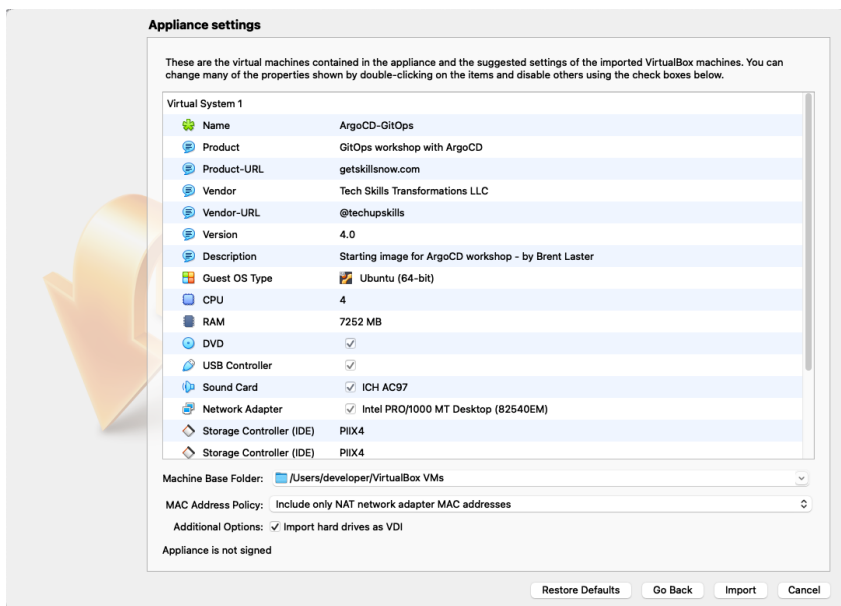 Appliance settings
These are the virtual machines contained in the appliance and the suggested settings of the imported VirtualBox machines. You can
change many of the properties shown by double-clicking on the items and disable others using the check boxes below.
Virtual System 1
Name ArgoCD-GitOps
Product GitOps workshop with ArgoCD
Product-URL getskillsnow.com
Vendor Tech Skills Transformations LLC
Vendor-URL @techupskills
Version 4.0
Description Starting image for ArgoCD workshop - by Brent Laster
Guest OS Type Ubuntu (64-bit)
CPU 4
RAM 7252 MB
DVD
USB Controller
Sound Card ICH AC97
Network Adapter Intel PRO/1000 MT Desktop (82540EM)
Storage Controller (IDE) PIIX4
Storage Controller (IDE) PIIX4
Machine Base Folder: /Users/developer/VirtualBox VMs
MAC Address Policy: Include only NAT network adapter MAC addresses
Additional Options: Import hard drives as VDI
Appliance is not signed
Restore Defaults Go Back Import Cancel